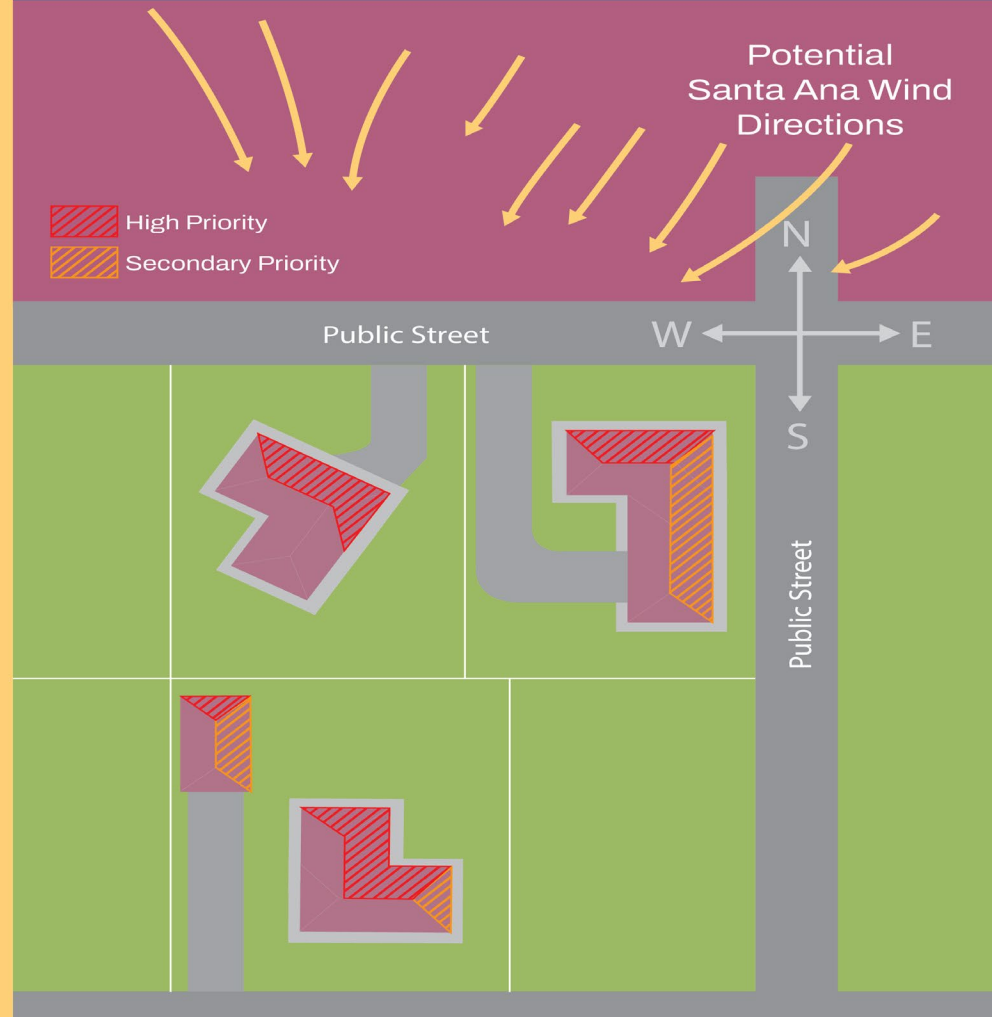 Potential
Santa Ana Wind
Directions
High Priority
Secondary Priority
N
Public Street
W
E
S
Public Street